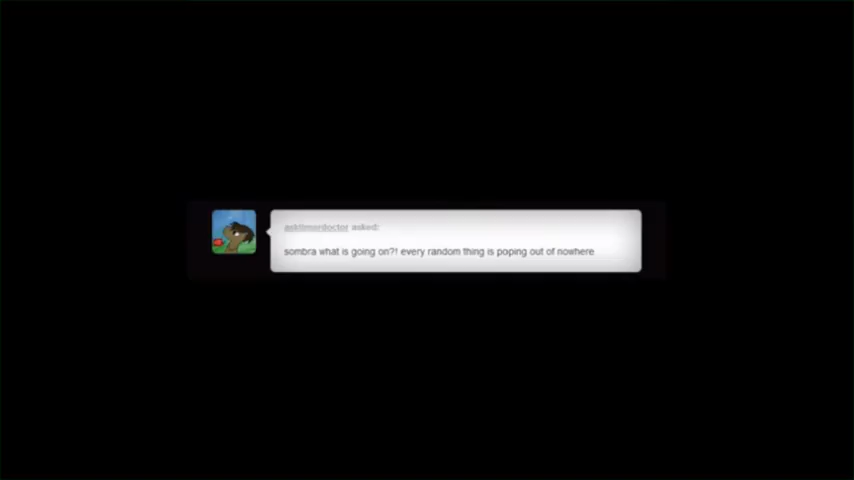 asktimerdoctor asked:
sombra what is going on?! every random thing is poping out of nowhere